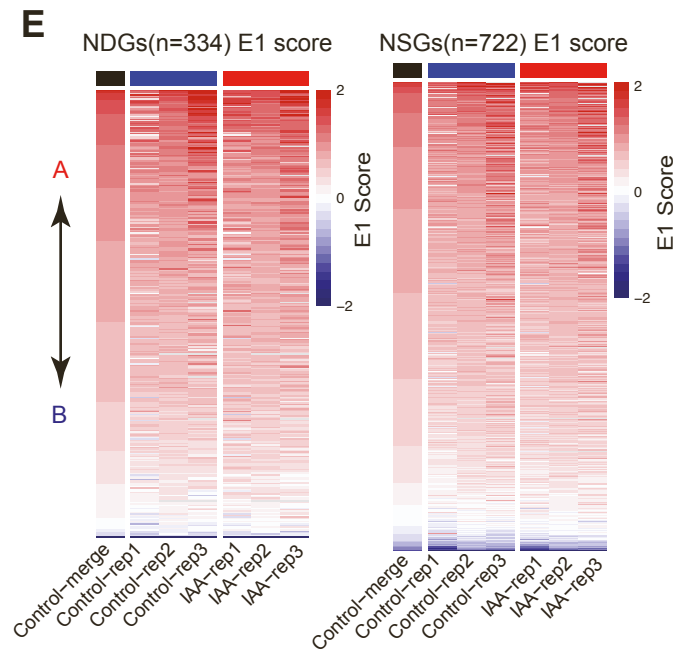 E
NDGs(n=334) E1 score
NSGs(n=722) E1 score
A
B
2
0
−2
E1 Score
2
0
−2
E1 Score
Control−merge
Control−rep1
Control−rep2
Control−rep3
IAA−rep1
IAA−rep2
IAA−rep3
Control−merge
Control−rep1
Control−rep2
Control−rep3
IAA−rep1
IAA−rep2
IAA−rep3